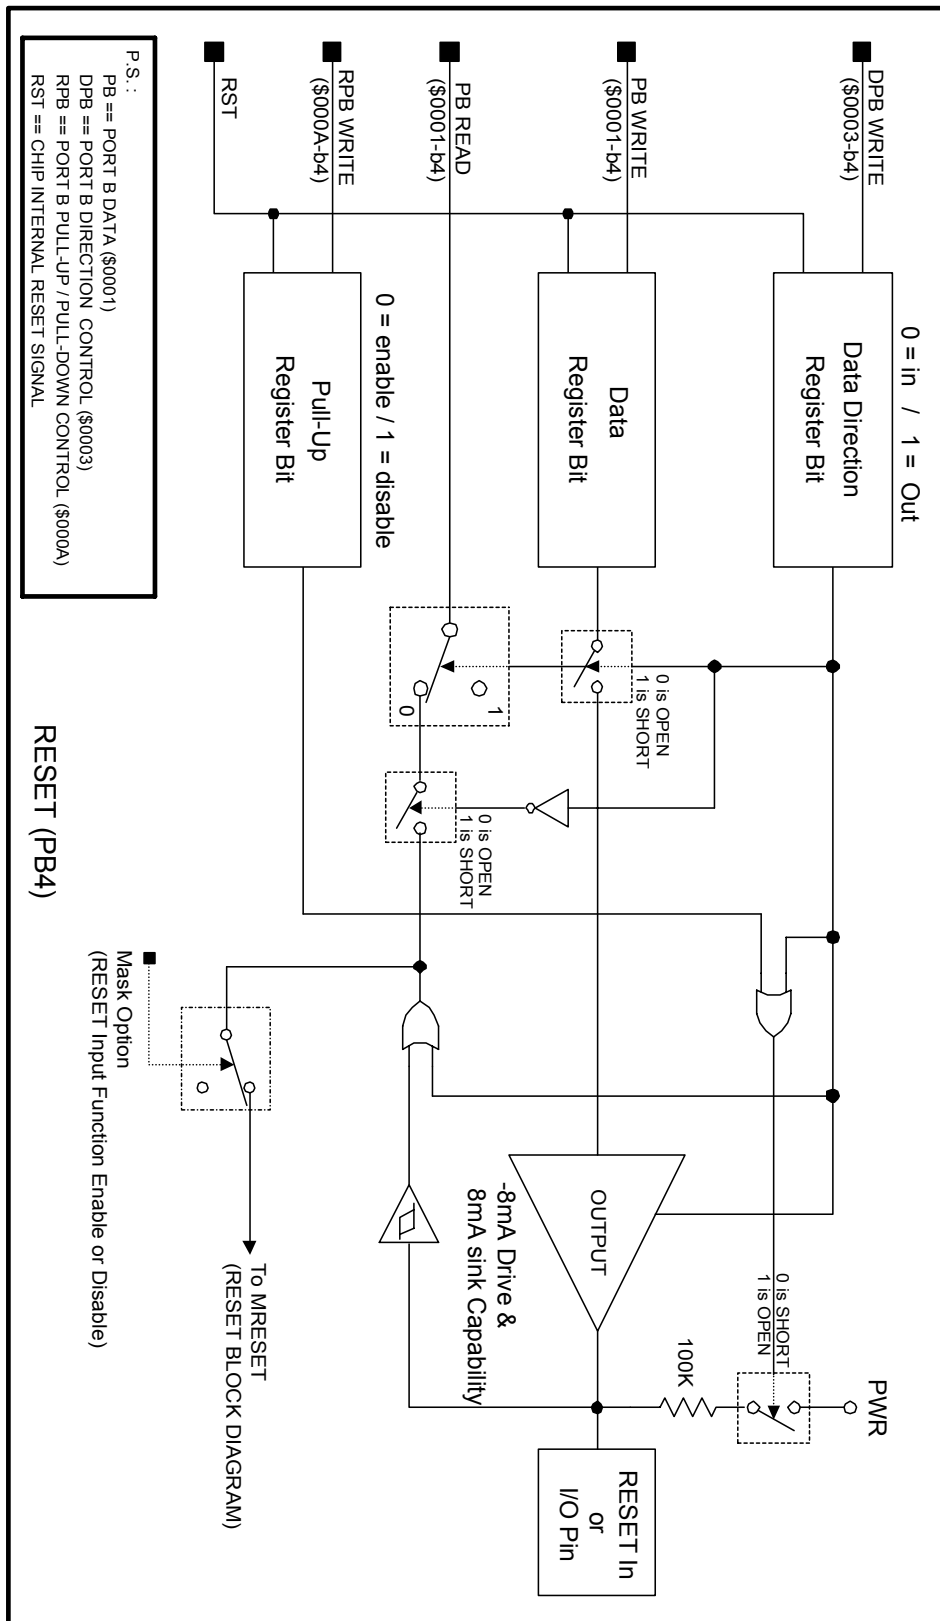 DPB WRITE
($0003-b4)
PB WRITE
($0001-b4)
PB READ
($0001-b4)
RPB WRITE
($000A-b4)
RST
0 = in / 1 = Out
Data Direction
Register Bit
Data
Register Bit
Pull-Up
Register Bit
0 = enable / 1 = disable
0 is OPEN
1 is SHORT
1
0
0 is OPEN
1 is SHORT
0 is SHORT
1 is OPEN
PWR
100K
OUTPUT
-8mA Drive &
8mA sink Capability
RESET In
or
I/O Pin
To MRESET
(RESET BLOCK DIAGRAM)
Mask Option
(RESET Input Function Enable or Disable)
P.S.:
PB == PORT B DATA ($0001)
DPB == PORT B DIRECTION CONTROL ($0003)
RPB == PORT B PULL-UP / PULL-DOWN CONTROL ($000A)
RST == CHIP INTERNAL RESET SIGNAL
RESET (PB4)